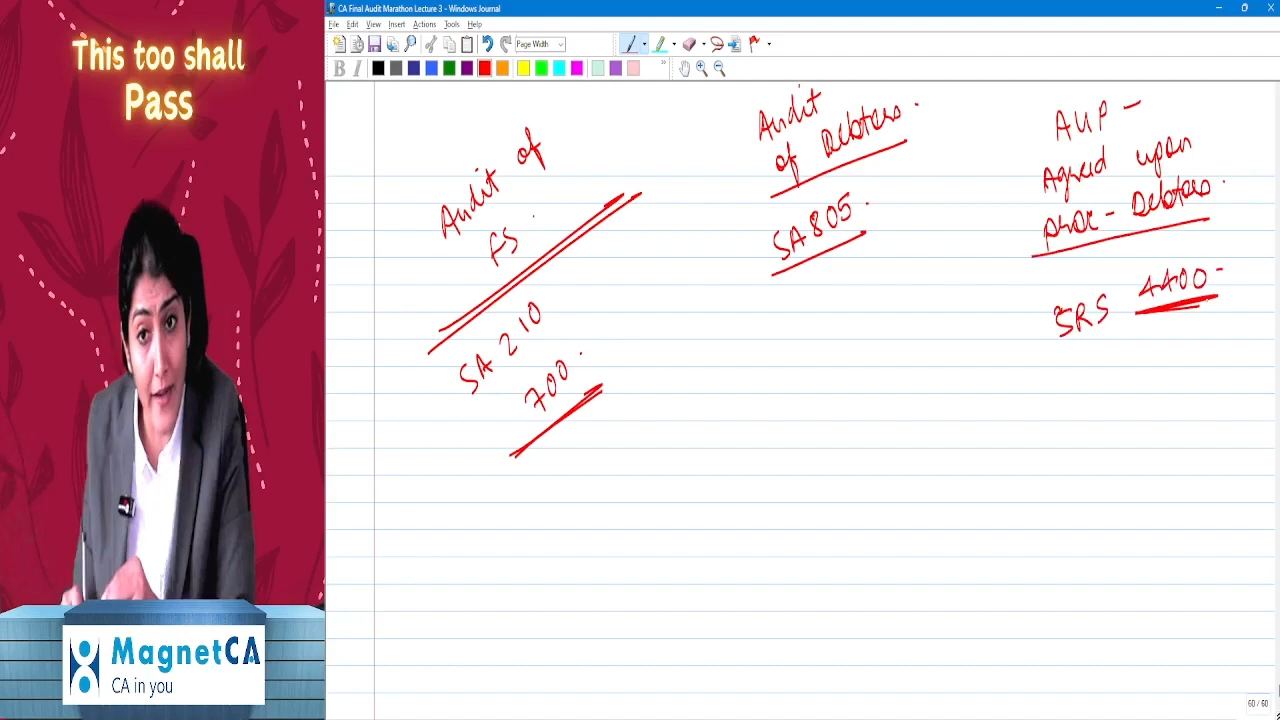 This too shall
Pass
CA Final Audit Marathon Lecture 3 - Windows Journal
File Edit View Insert Actions Tools Help
Page Width
B I
Audit of
FS
SA 210
700.
Audit
of Debtors.
SA 805.
AUP -
Agreed upon
- Debtors.
SRS 4400-
MagnetCA
CA in you
60 / 60